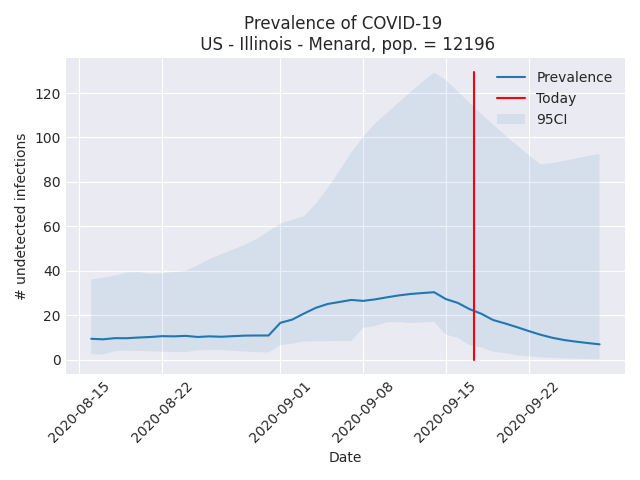 Prevalence of COVID-19
US - Illinois - Menard, pop. = 12196
Prevalence
Today
95CI
# undetected infections
120
100
80
60
40
20
0
2020-08-15
2020-08-22
2020-09-01
2020-09-08
2020-09-15
2020-09-22
Date